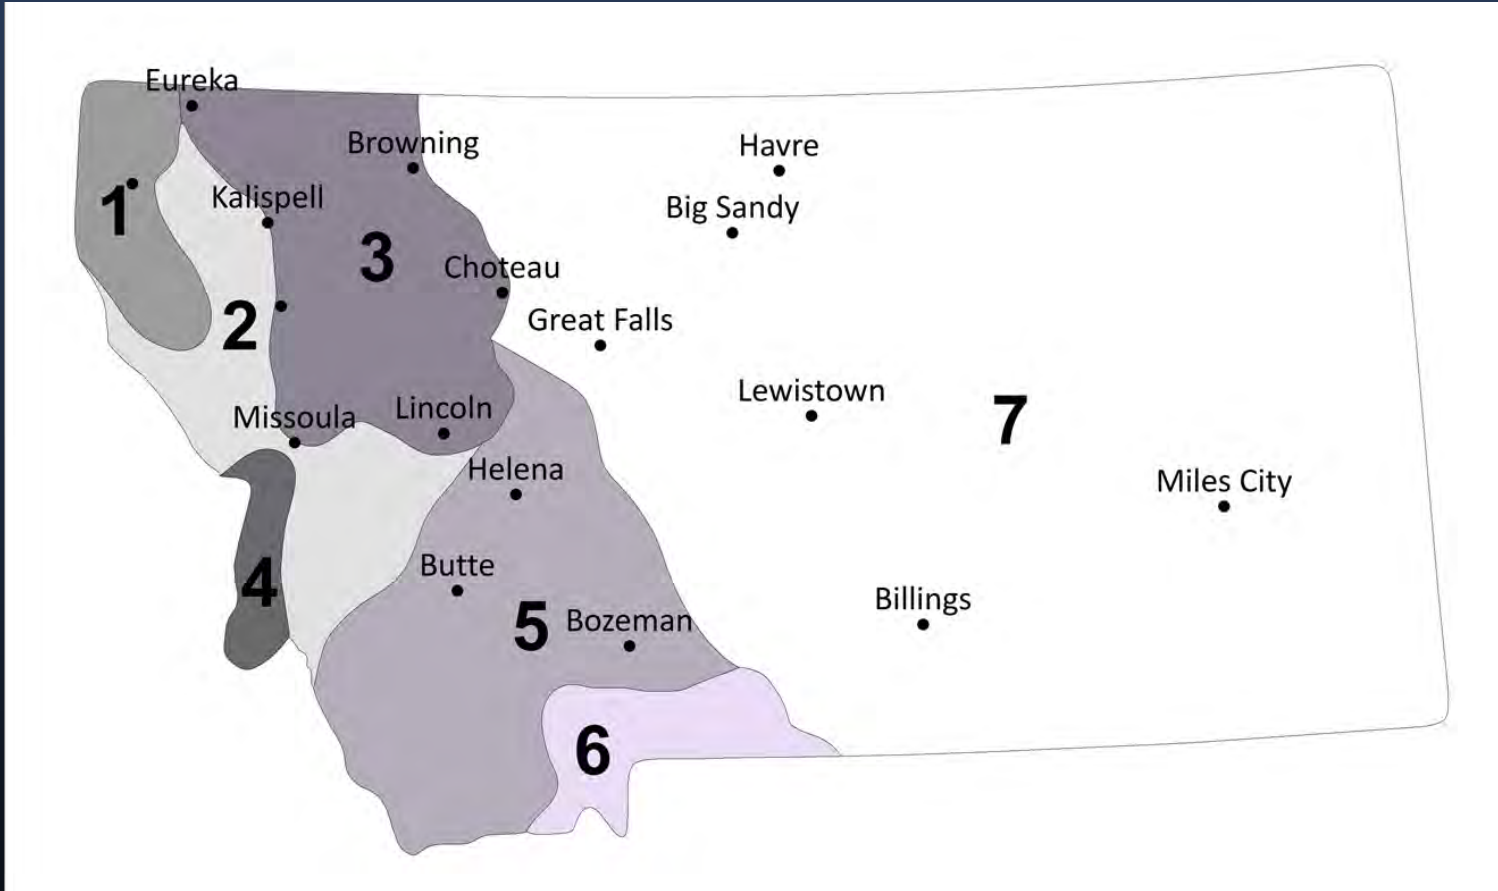 Eureka
Browning
Havre
1
Kalispell
Big Sandy
3
Choteau
2
Great Falls
Lewistown
7
Missoula
Lincoln
Helena
Miles City
4
Butte
5
Bozeman
Billings
6